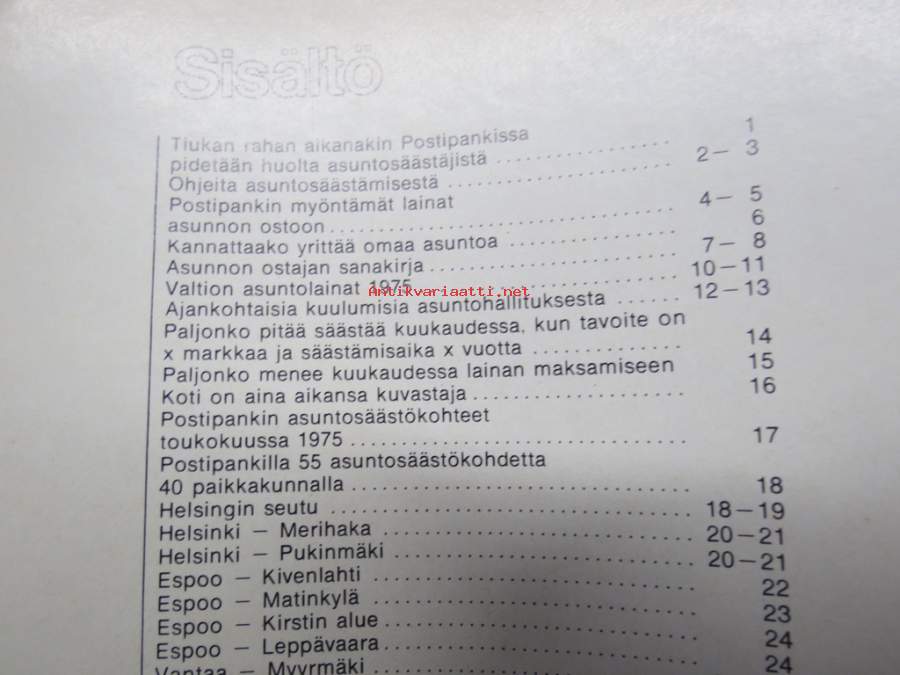 Sisältö
Tiukan rahan aikanakin Postipankissa
pidetään huolta asuntosäästäjistä ..................... 1
Ohjeita asuntosäästämisestä ......................... 2 – 3
Postipankin myöntämät lainat
asunnon ostoon ................................... 4 – 5
Kannattaako yrittää omaa asuntoa ................. 6
Asunnon ostajan sanakirja ......................... 7 – 8
Valtion asuntolainat 1975 ......................... 10 – 11
Antikvariaatti.net
Ajankohtaisia kuulumisia asuntohallituksesta ...... 12 – 13
Paljonko pitää säästää kuukaudessa, kun tavoite on
x markkaa ja säästämisaika x vuotta ............... 14
Paljonko menee kuukaudessa lainan maksamiseen 15
Koti on aina aikansa kuvastaja ..................... 16
Postipankin asuntosäästökohteet
toukokuussa 1975 ................................. 17
Postipankilla 55 asuntosäästökohdetta
40 paikkakunnalla ................................. 18
Helsingin seutu ................................... 18 – 19
Helsinki – Merihaka ............................... 20 – 21
Helsinki – Pukinmäki ............................. 20 – 21
Espoo – Kivenlahti ............................... 22
Espoo – Matinkylä ............................... 23
Espoo – Kirstin alue ............................. 24
Espoo – Leppävaara ............................. 24
Vantaa – Myyrmäki